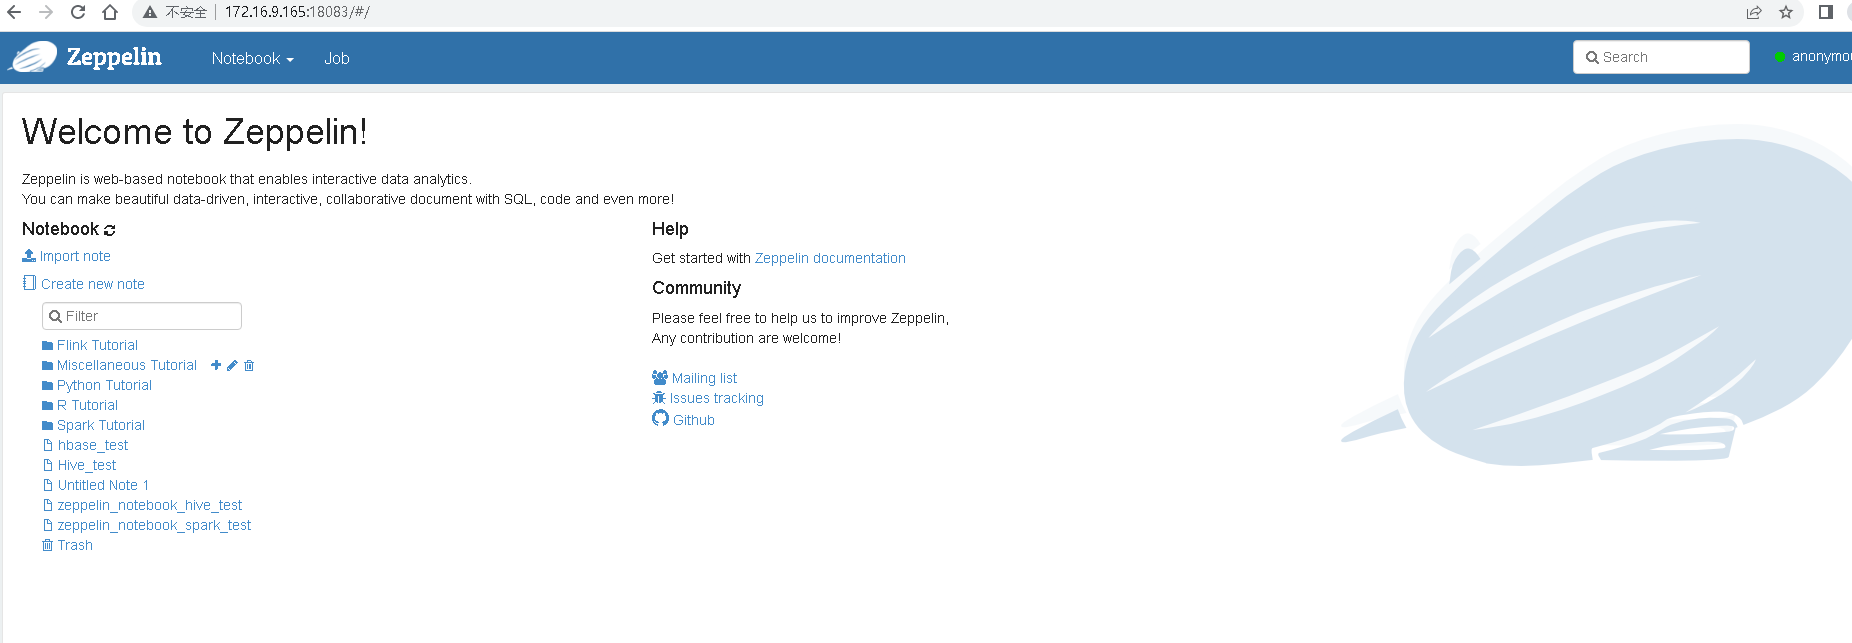 不安全 | 172.16.9.165:18083/#/
Zeppelin Notebook Job Search anonymou
Welcome to Zeppelin!
Zeppelin is web-based notebook that enables interactive data analytics.
You can make beautiful data-driven, interactive, collaborative document with SQL, code and even more!
Notebook
Import note
Create new note
Filter
Flink Tutorial
Miscellaneous Tutorial
Python Tutorial
R Tutorial
Spark Tutorial
hbase_test
Hive_test
Untitled Note 1
zeppelin_notebook_hive_test
zeppelin_notebook_spark_test
Trash
Help
Get started with Zeppelin documentation
Community
Please feel free to help us to improve Zeppelin,
Any contribution are welcome!
Mailing list
Issues tracking
Github